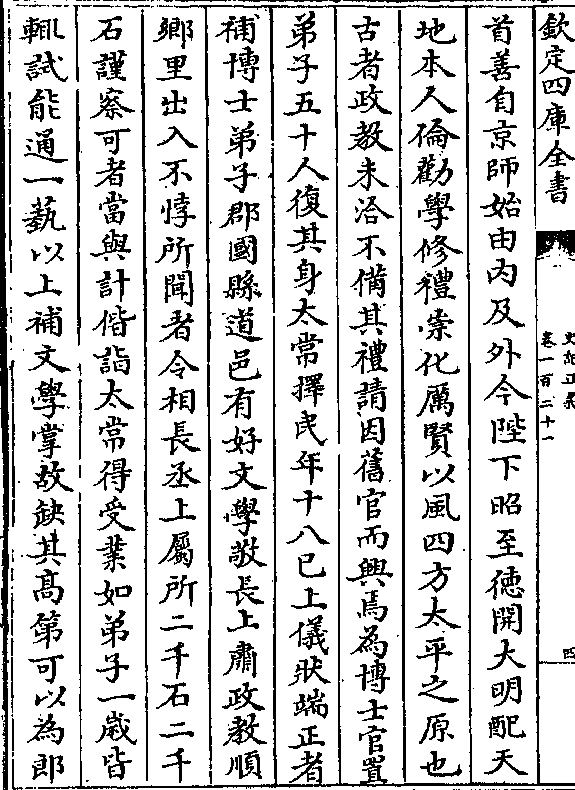 欽定四庫全書
史記正義
卷一百二十一
四
首善自京師始由内及外今陛下昭至徳開大明配天
地本人倫勸學修禮崇化厲賢以風四方太平之原也
古者政教未洽不備其禮請因舊官而興焉為博士官置
弟子五十人復其身太常擇民年十八已上儀狀端正者
補博士弟子郡國縣道邑有好文學敬長上肅政教順
鄉里出入不悖所聞者令相長丞上屬所二千石二千
石謹察可者當與計偕詣太常得受業如弟子一歲皆
輒試能通一藝以上補文學掌故缺其髙第可以為郎